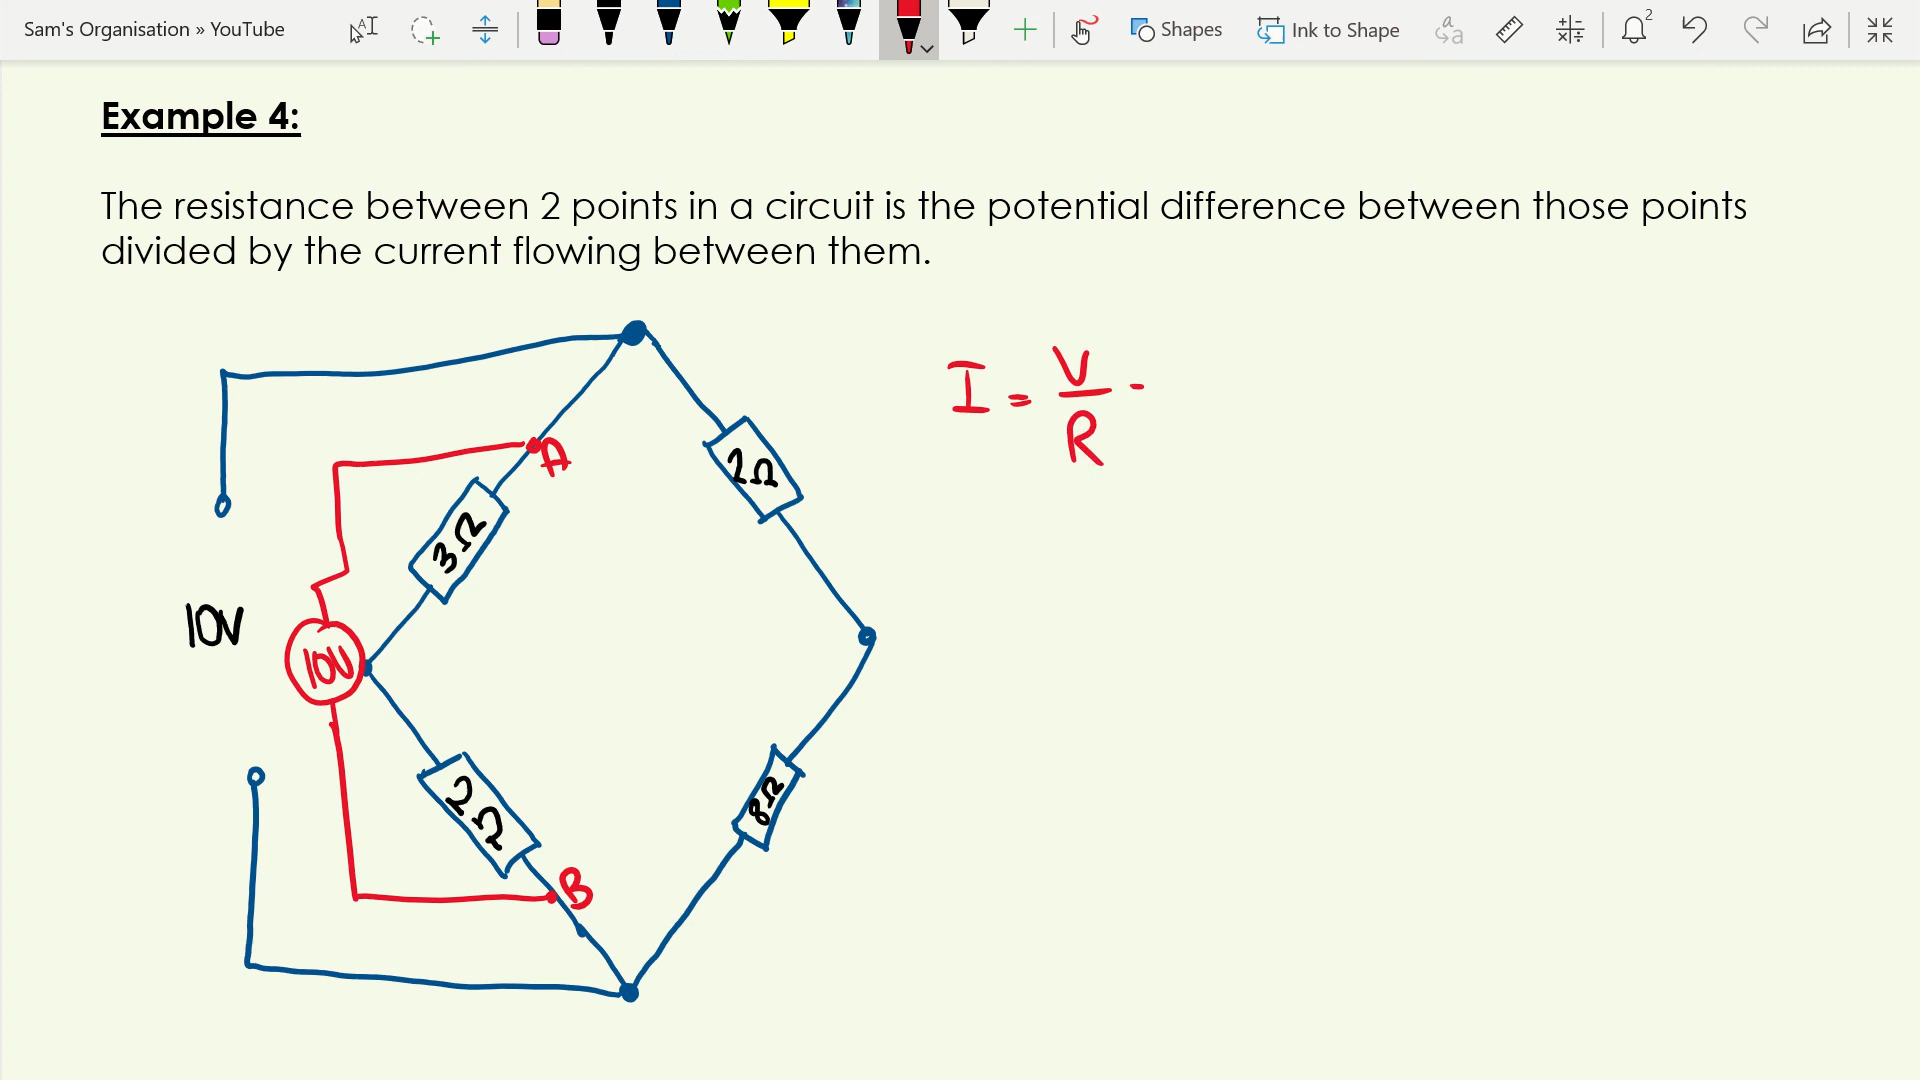 Sam's Organisation » YouTube
Shapes
Ink to Shape
2
Example 4:
The resistance between 2 points in a circuit is the potential difference between those points
divided by the current flowing between them.
I = V/R -
A
2Ω
3Ω
10V
10V
2Ω
8Ω
B